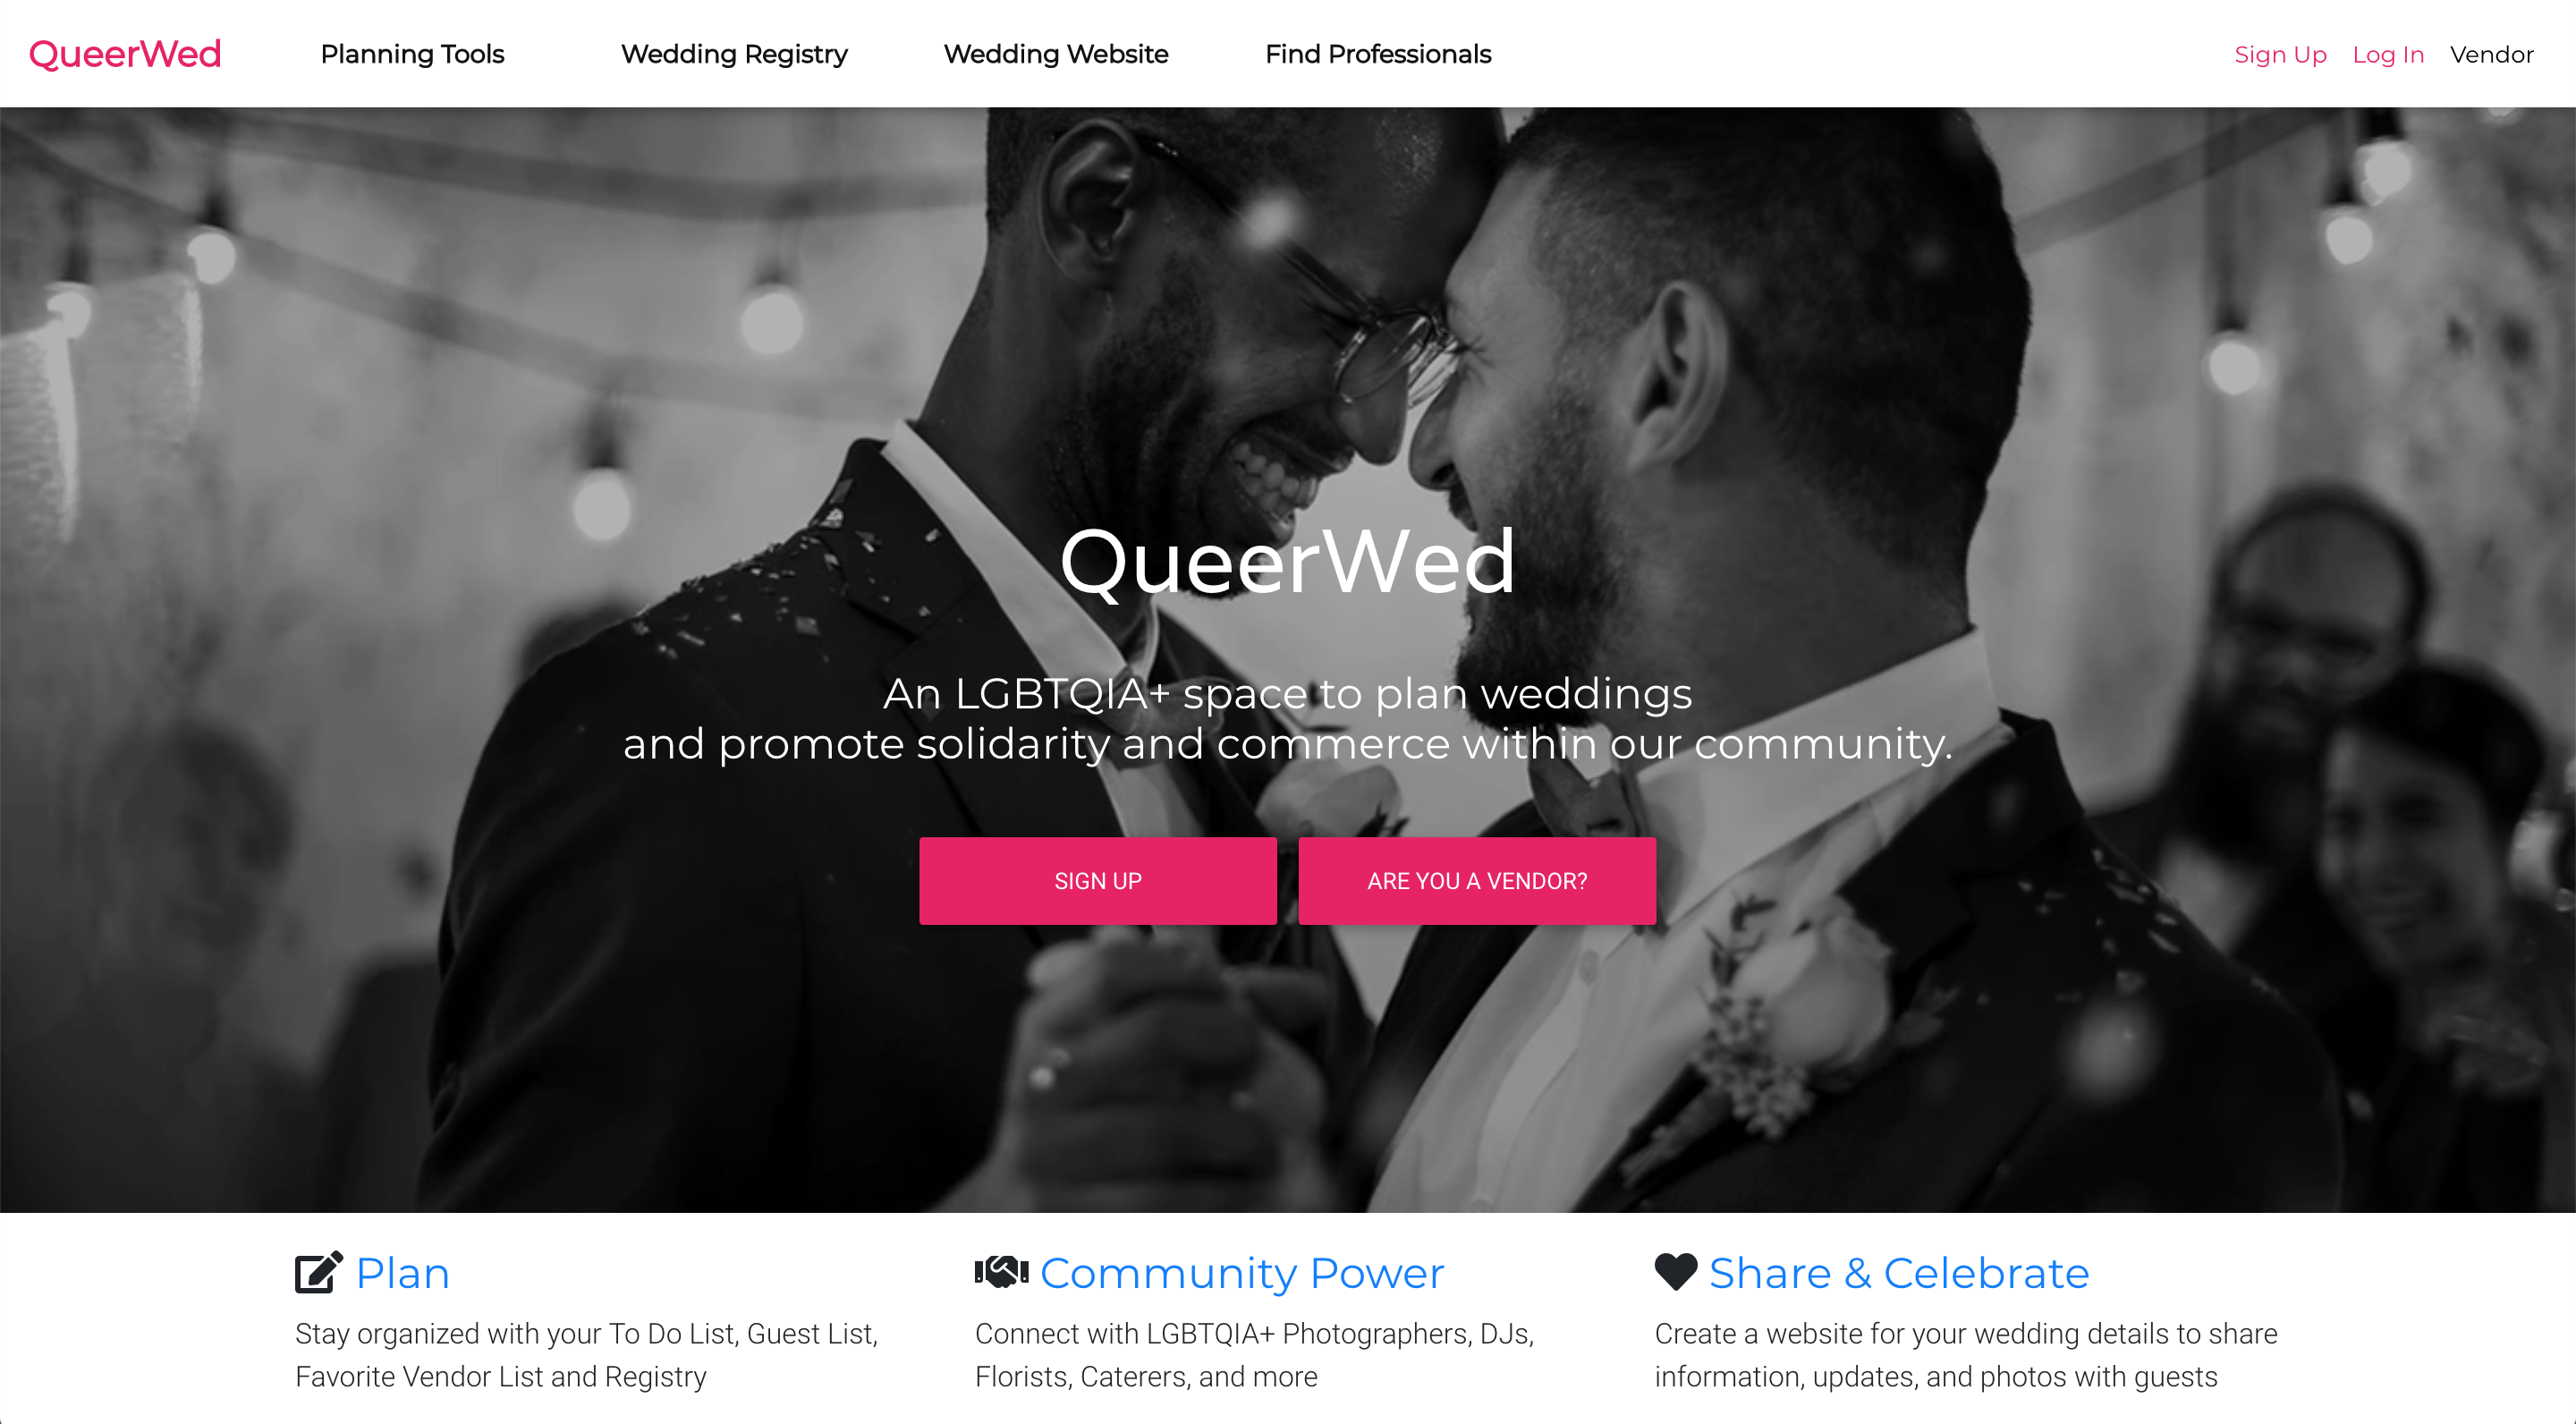 QueerWed
Planning Tools
Wedding Registry
Wedding Website
Find Professionals
Sign Up
Log In
Vendor
QueerWed
An LGBTQIA+ space to plan weddings
and promote solidarity and commerce within our community.
SIGN UP
ARE YOU A VENDOR?
Plan
Stay organized with your To Do List, Guest List,
Favorite Vendor List and Registry
Community Power
Connect with LGBTQIA+ Photographers, DJs,
Florists, Caterers, and more
Share & Celebrate
Create a website for your wedding details to share
information, updates, and photos with guests